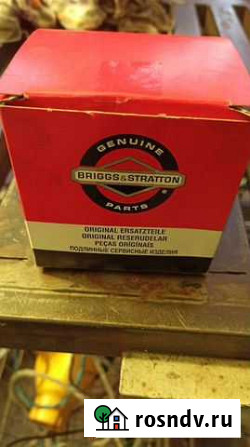 GENUINE
BRIGGS & STRATTON
®
PARTS
ORIGINAL ERSATZTEILE
ORIGINAL RESERVDELAR
PEÇAS ORIGINAIS
ПОДЛИННЫЕ СЕРВИСНЫЕ ИЗДЕЛИЯ
rosndv.ru